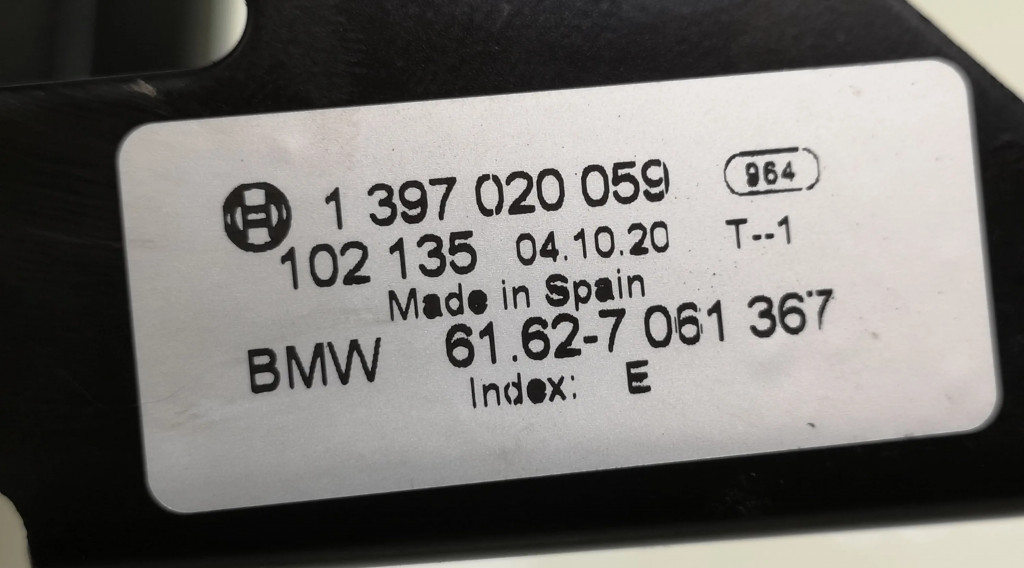 1 397 020 059 964
102 135 04.10.20 T--1
Made in Spain
BMW 61.62-7 061 367
Index: E